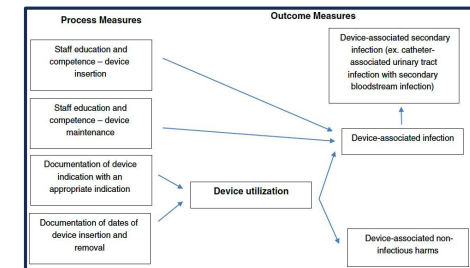 Process Measures
Outcome Measures
Staff education and
competence – device
insertion
Staff education and
competence – device
maintenance
Documentation of device
indication with an
appropriate indication
Documentation of dates of
device insertion and
removal
Device utilization
Device-associated secondary
infection (ex. catheter-
associated urinary tract
infection with secondary
bloodstream infection)
Device-associated infection
Device-associated non-
infectious harms